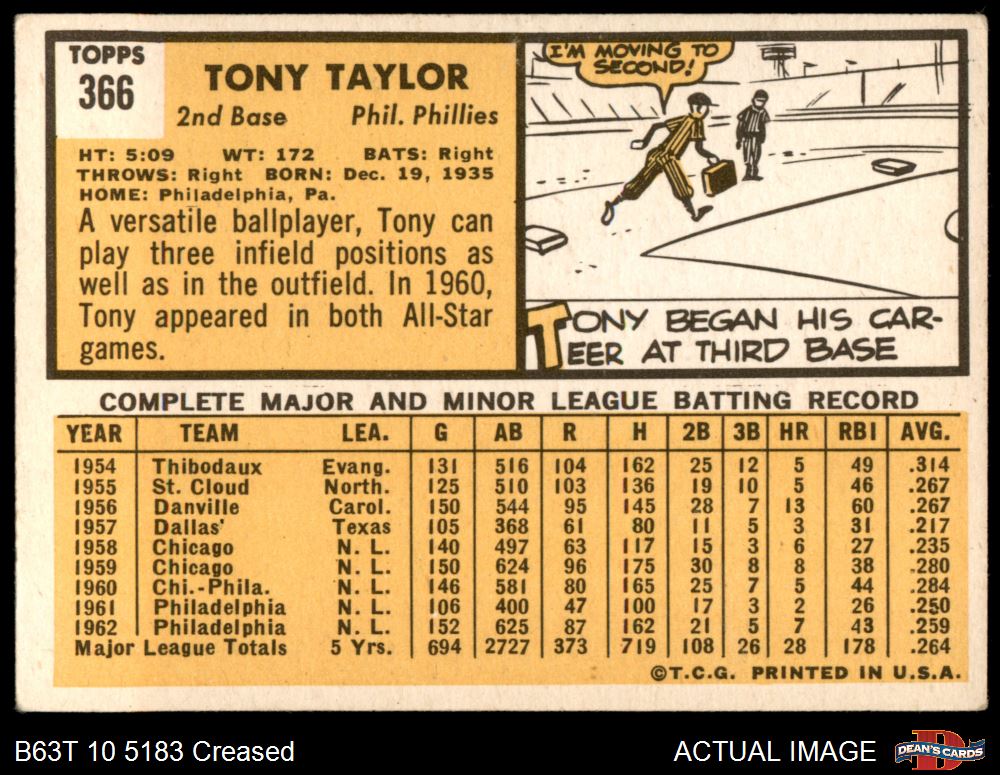 TOPPS
366
TONY TAYLOR
2nd Base Phil. Phillies
HT: 5:09 WT: 172 BATS: Right
THROWS: Right BORN: Dec. 19, 1935
HOME: Philadelphia, Pa.
A versatile ballplayer, Tony can
play three infield positions as
well as in the outfield. In 1960,
Tony appeared in both All-Star
games.
I'M MOVING TO
SECOND!
TONY BEGAN HIS CAR-
EER AT THIRD BASE
COMPLETE MAJOR AND MINOR LEAGUE BATTING RECORD
YEAR TEAM LEA. G AB R H 2B 3B HR RBI AVG.
1954 Thibodaux Evang. 131 516 104 162 25 12 5 49 .314
1955 St. Cloud North. 125 510 103 136 19 10 5 46 .267
1956 Danville Carol. 150 544 95 145 28 7 13 60 .267
1957 Dallas' Texas 105 368 61 80 11 5 3 31 .217
1958 Chicago N. L. 140 497 63 117 15 3 6 27 .235
1959 Chicago N. L. 150 624 96 175 30 8 8 38 .280
1960 Chi.-Phila. N. L. 146 581 80 165 25 7 5 44 .284
1961 Philadelphia N. L. 106 400 47 100 17 3 2 26 .250
1962 Philadelphia N. L. 152 625 87 162 21 5 7 43 .259
Major League Totals 5 Yrs. 694 2727 373 719 108 26 28 178 .264
©T.C.G. PRINTED IN U.S.A.
B63T 10 5183 Creased
ACTUAL IMAGE
D
DEAN'S CARDS